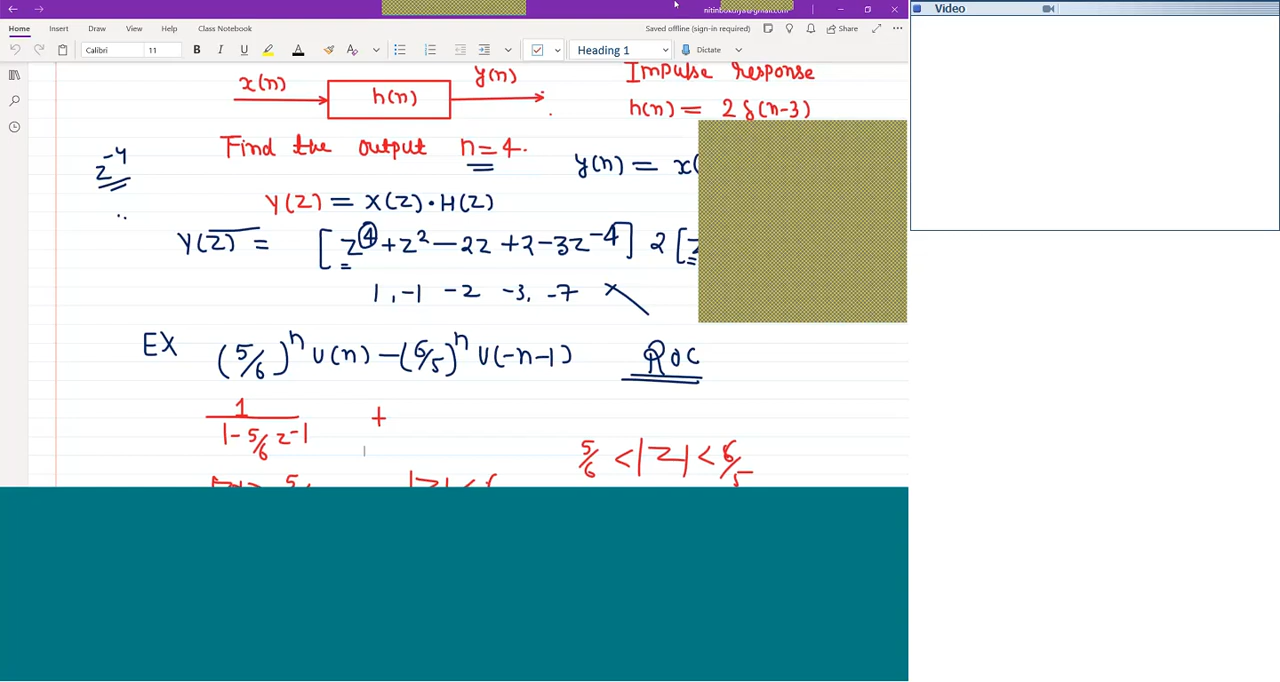 Video
Home Insert Draw View Help Class Notebook
Saved offline (sign-in required)
Share
Calibri 11 B I U A Heading 1 Dictate
x(n) h(n) y(n)
Impulse response
h(n) = 2 δ(n-3)
Find the output n=4.
z^-4
y(n) = x(
Y(Z) = X(Z) · H(Z)
Y(Z) = [z^4 + z^2 - 2z + 2 - 3z^-4] 2 [z
1, -1 -2 -3, -7 ×
EX (5/6)^n u(n) - (6/5)^n u(-n-1) ROC
1 +
1 - 5/6 z-1
5/6 < |Z| < 6/5